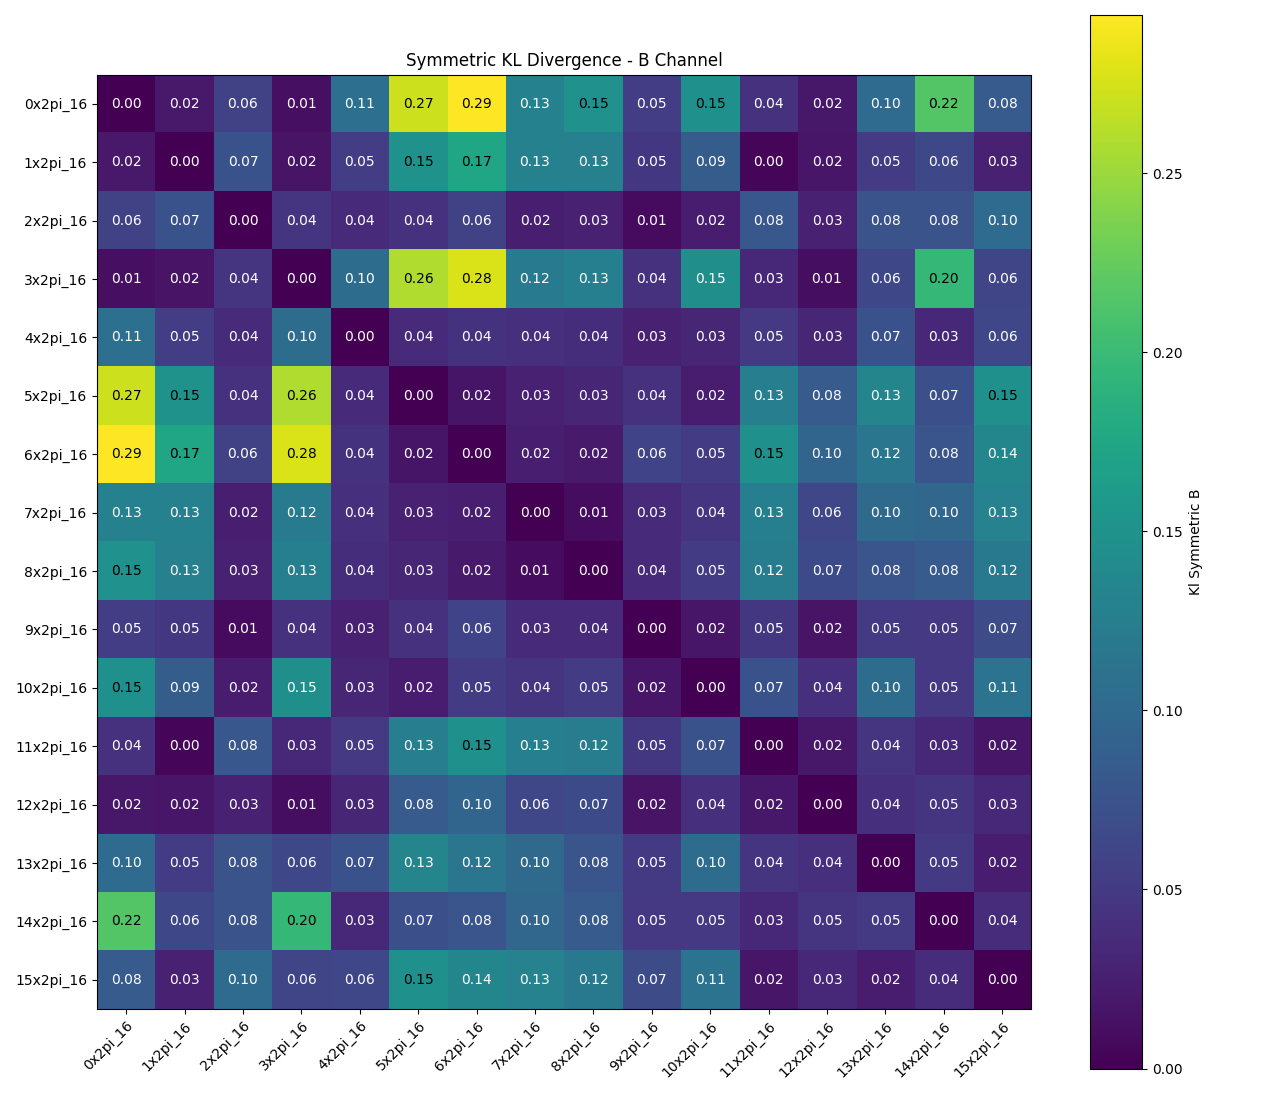 Symmetric KL Divergence - B Channel
0x2pi_16 0.00 0.02 0.06 0.01 0.11 0.27 0.29 0.13 0.15 0.05 0.15 0.04 0.02 0.10 0.22 0.08
1x2pi_16 0.02 0.00 0.07 0.02 0.05 0.15 0.17 0.13 0.13 0.05 0.09 0.00 0.02 0.05 0.06 0.03
2x2pi_16 0.06 0.07 0.00 0.04 0.04 0.04 0.06 0.02 0.03 0.01 0.02 0.08 0.03 0.08 0.08 0.10
3x2pi_16 0.01 0.02 0.04 0.00 0.10 0.26 0.28 0.12 0.13 0.04 0.15 0.03 0.01 0.06 0.20 0.06
4x2pi_16 0.11 0.05 0.04 0.10 0.00 0.04 0.04 0.04 0.04 0.03 0.03 0.05 0.03 0.07 0.03 0.06
5x2pi_16 0.27 0.15 0.04 0.26 0.04 0.00 0.02 0.03 0.03 0.04 0.02 0.13 0.08 0.13 0.07 0.15
6x2pi_16 0.29 0.17 0.06 0.28 0.04 0.02 0.00 0.02 0.02 0.06 0.05 0.15 0.10 0.12 0.08 0.14
7x2pi_16 0.13 0.13 0.02 0.12 0.04 0.03 0.02 0.00 0.01 0.03 0.04 0.13 0.06 0.10 0.10 0.13
8x2pi_16 0.15 0.13 0.03 0.13 0.04 0.03 0.02 0.01 0.00 0.04 0.05 0.12 0.07 0.08 0.08 0.12
9x2pi_16 0.05 0.05 0.01 0.04 0.03 0.04 0.06 0.03 0.04 0.00 0.02 0.05 0.02 0.05 0.05 0.07
10x2pi_16 0.15 0.09 0.02 0.15 0.03 0.02 0.05 0.04 0.05 0.02 0.00 0.07 0.04 0.10 0.05 0.11
11x2pi_16 0.04 0.00 0.08 0.03 0.05 0.13 0.15 0.13 0.12 0.05 0.07 0.00 0.02 0.04 0.03 0.02
12x2pi_16 0.02 0.02 0.03 0.01 0.03 0.08 0.10 0.06 0.07 0.02 0.04 0.02 0.00 0.04 0.05 0.03
13x2pi_16 0.10 0.05 0.08 0.06 0.07 0.13 0.12 0.10 0.08 0.05 0.10 0.04 0.04 0.00 0.05 0.02
14x2pi_16 0.22 0.06 0.08 0.20 0.03 0.07 0.08 0.10 0.08 0.05 0.05 0.03 0.05 0.05 0.00 0.04
15x2pi_16 0.08 0.03 0.10 0.06 0.06 0.15 0.14 0.13 0.12 0.07 0.11 0.02 0.03 0.02 0.04 0.00
0x2pi_16 1x2pi_16 2x2pi_16 3x2pi_16 4x2pi_16 5x2pi_16 6x2pi_16 7x2pi_16 8x2pi_16 9x2pi_16 10x2pi_16 11x2pi_16 12x2pi_16 13x2pi_16 14x2pi_16 15x2pi_16
0.25
0.20
0.15
0.10
0.05
0.00
Kl Symmetric B